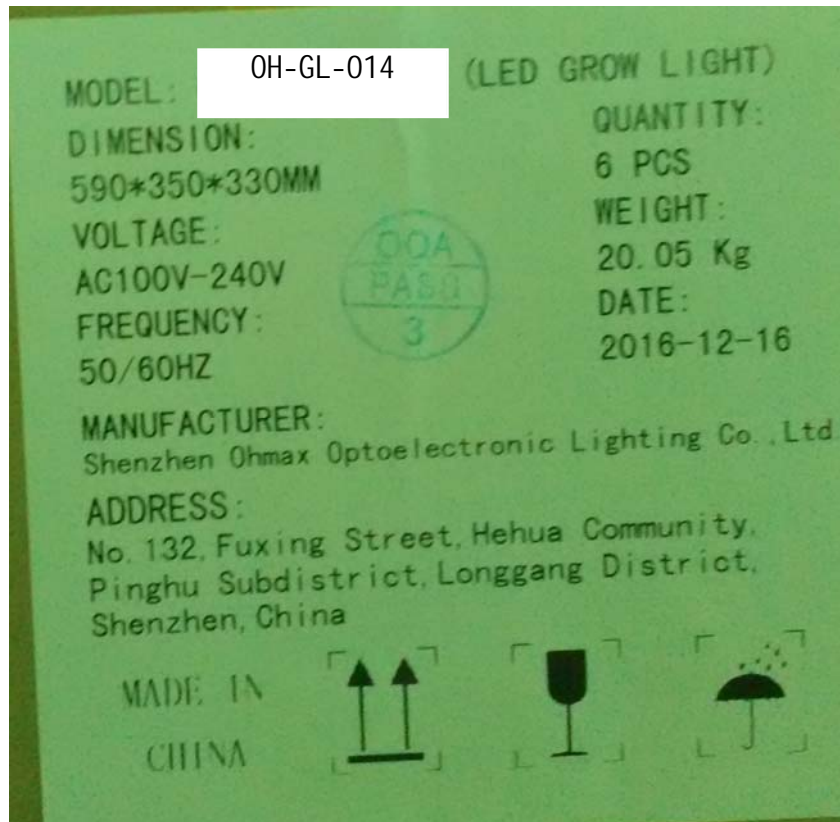 MODEL: OH-GL-014 (LED GROW LIGHT)
DIMENSION:
590*350*330MM
VOLTAGE:
AC100V-240V
FREQUENCY:
50/60HZ
QUANTITY:
6 PCS
WEIGHT:
20.05 Kg
DATE:
2016-12-16
OQA
PASS
3
MANUFACTURER:
Shenzhen Ohmax Optoelectronic Lighting Co.,Ltd
ADDRESS:
No.132,Fuxing Street,Hehua Community,
Pinghu Subdistrict,Longgang District,
Shenzhen,China
MADE IN
CHINA